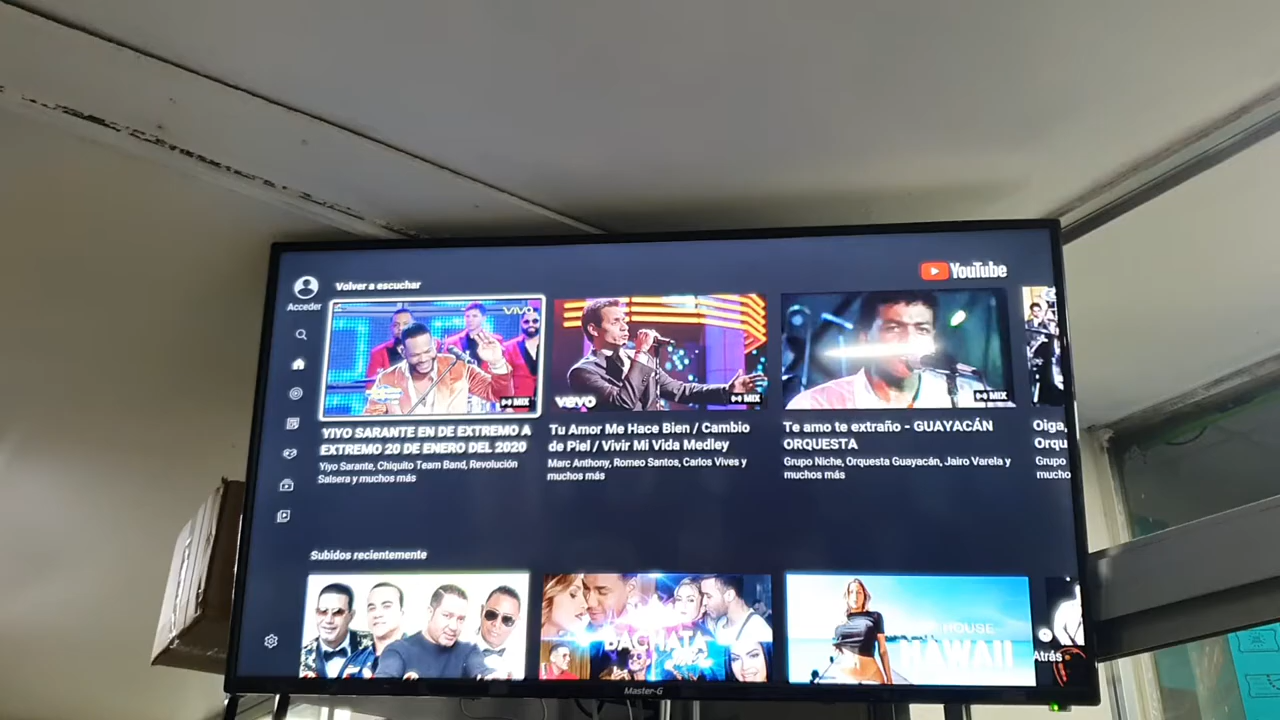 YouTube
Volver a escuchar
Acceder
VIVO
MIX
vevo
MIX
MIX
YIYO SARANTE EN DE EXTREMO A
EXTREMO 20 DE ENERO DEL 2020
Yiyo Sarante, Chiquito Team Band, Revolución
Salsera y muchos más
Tu Amor Me Hace Bien / Cambio
de Piel / Vivir Mi Vida Medley
Marc Anthony, Romeo Santos, Carlos Vives y
muchos más
Te amo te extraño - GUAYACÁN
ORQUESTA
Grupo Niche, Orquesta Guayacán, Jairo Varela y
muchos más
Oiga,
Orqu
Grupo
mucho
Subidos recientemente
BACHATA
HOUSE
HAWAII
Atrás
Master-G